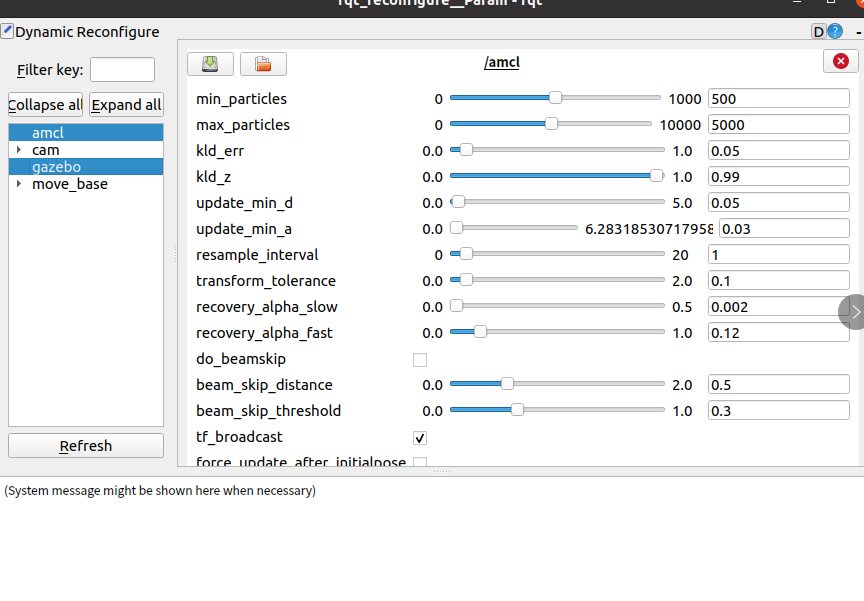 rqt_reconfigure__Param - rqt
Dynamic Reconfigure
D ? -
Filter key:
Collapse all Expand all
amcl
cam
gazebo
move_base
Refresh
/amcl
min_particles 0 1000 500
max_particles 0 10000 5000
kld_err 0.0 1.0 0.05
kld_z 0.0 1.0 0.99
update_min_d 0.0 5.0 0.05
update_min_a 0.0 6.28318530717958 0.03
resample_interval 0 20 1
transform_tolerance 0.0 2.0 0.1
recovery_alpha_slow 0.0 0.5 0.002
recovery_alpha_fast 0.0 1.0 0.12
do_beamskip
beam_skip_distance 0.0 2.0 0.5
beam_skip_threshold 0.0 1.0 0.3
tf_broadcast
force_update_after_initialpose
(System message might be shown here when necessary)